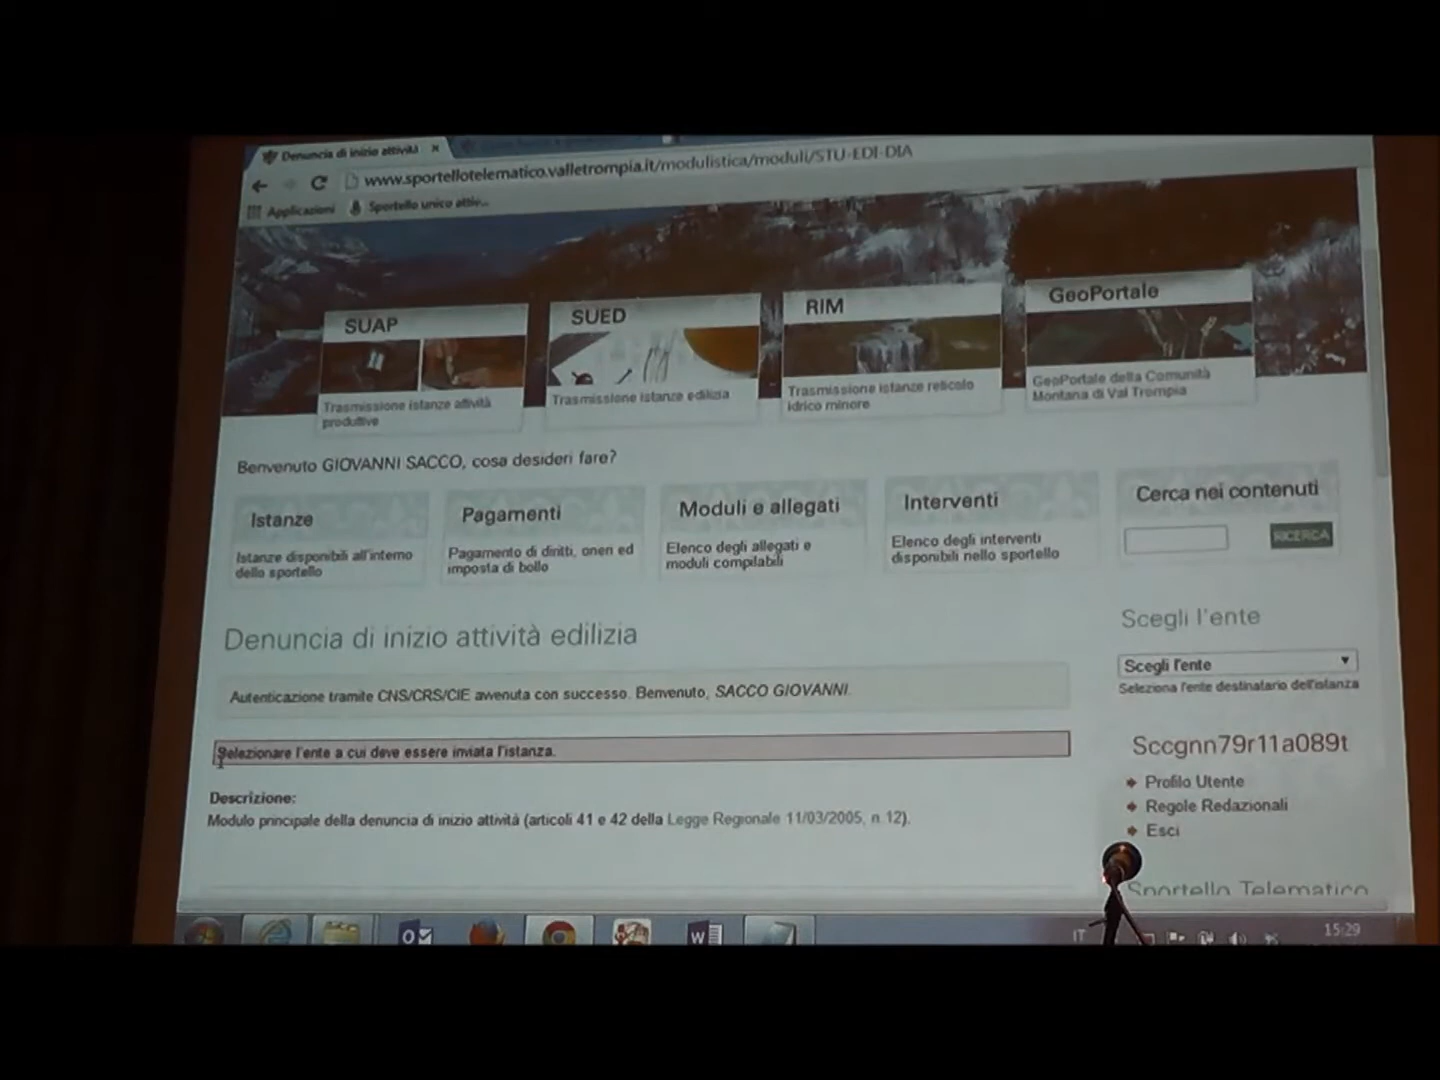 Denuncia di inizio attività
www.sportellotelematico.valletrompia.it/modulistica/moduli/STU-EDI-DIA
Applicazioni
Sportello unico attiv...
SUAP
Trasmissione istanze attività
produttive
SUED
Trasmissione istanze edilizia
RIM
Trasmissione istanze reticolo
idrico minore
GeoPortale
GeoPortale della Comunità
Montana di Val Trompia
Benvenuto GIOVANNI SACCO, cosa desideri fare?
Istanze
Istanze disponibili all'interno
dello sportello
Pagamenti
Pagamento di diritti, oneri ed
imposta di bollo
Moduli e allegati
Elenco degli allegati e
moduli compilabili
Interventi
Elenco degli interventi
disponibili nello sportello
Cerca nei contenuti
RICERCA
Denuncia di inizio attività edilizia
Autenticazione tramite CNS/CRS/CIE avvenuta con successo. Benvenuto, SACCO GIOVANNI.
Selezionare l'ente a cui deve essere inviata l'istanza.
Descrizione:
Modulo principale della denuncia di inizio attività (articoli 41 e 42 della Legge Regionale 11/03/2005, n. 12).
Scegli l'ente
Scegli l'ente
Seleziona l'ente destinatario dell'istanza
Sccgnn79r11a089t
Profilo Utente
Regole Redazionali
Esci
Sportello Telematico
IT
15:29